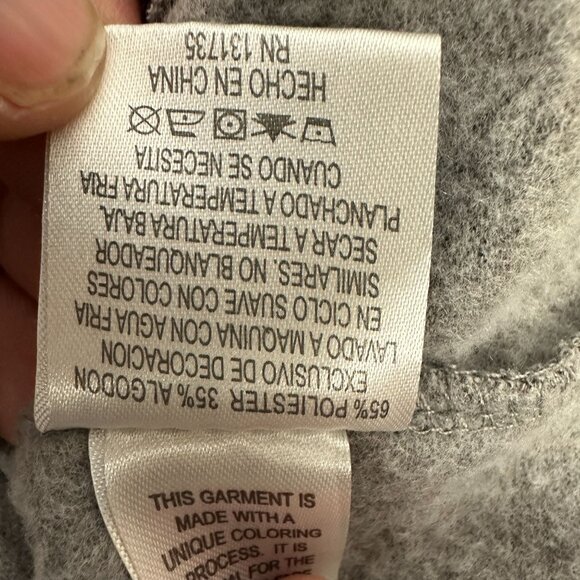 65% POLIESTER 35% ALGODON
EXCLUSIVO DE DECORACION
LAVADO A MAQUINA CON AGUA FRIA
EN CICLO SUAVE CON COLORES
SIMILARES. NO BLANQUEADOR
SECAR A TEMPERATURA BAJA.
PLANCHADO A TEMPERATURA FRIA
CUANDO SE NECESITA
HECHO EN CHINA
RN 131735
THIS GARMENT IS
MADE WITH A
UNIQUE COLORING
PROCESS. IT IS
FOR THE